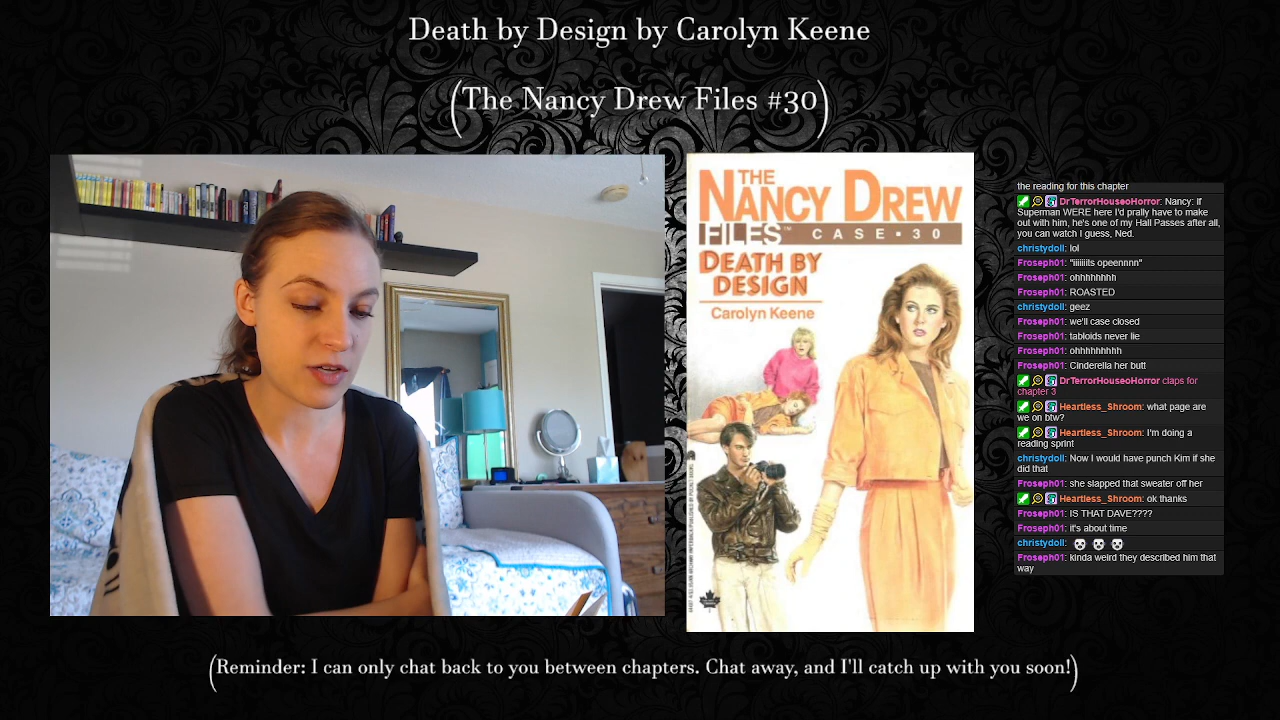 Death by Design by Carolyn Keene
(The Nancy Drew Files #30)
THE
NANCY DREW
FILES™ CASE • 30
DEATH BY
DESIGN
Carolyn Keene
the reading for this chapter
DrTerrorHouseoHorror: Nancy: If
Superman WERE here I'd prally have to make
out with him, he's one of my Hall Passes after all,
you can watch I guess, Ned.
christydoll: lol
Froseph01: "iiiiiiits opeennnn"
Froseph01: ohhhhhhhh
Froseph01: ROASTED
christydoll: geez
Froseph01: we'll case closed
Froseph01: tabloids never lie
Froseph01: ohhhhhhhhh
Froseph01: Cinderella her butt
DrTerrorHouseoHorror claps for
chapter 3
Heartless_Shroom: what page are
we on btw?
Heartless_Shroom: I'm doing a
reading sprint
christydoll: Now I would have punch Kim if she
did that
Froseph01: she slapped that sweater off her
Heartless_Shroom: ok thanks
Froseph01: IS THAT DAVE????
Froseph01: it's about time
christydoll:
Froseph01: kinda weird they described him that
way
(Reminder: I can only chat back to you between chapters. Chat away, and I'll catch up with you soon!)